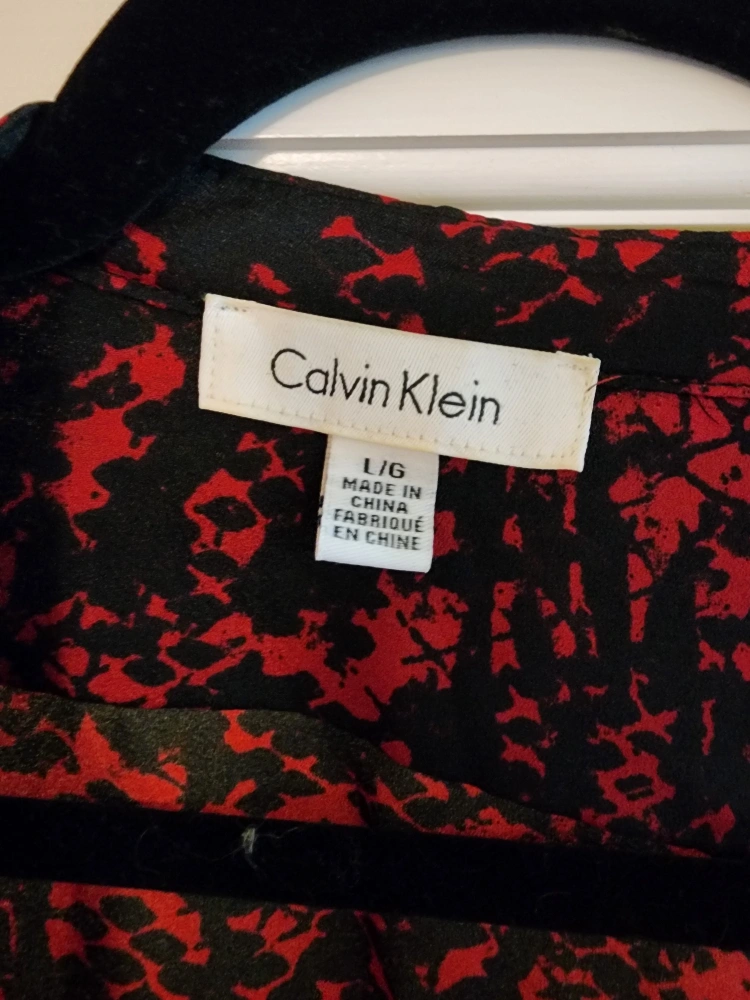 Calvin Klein
L/G
MADE IN
CHINA
FABRIQUÉ
EN CHINE